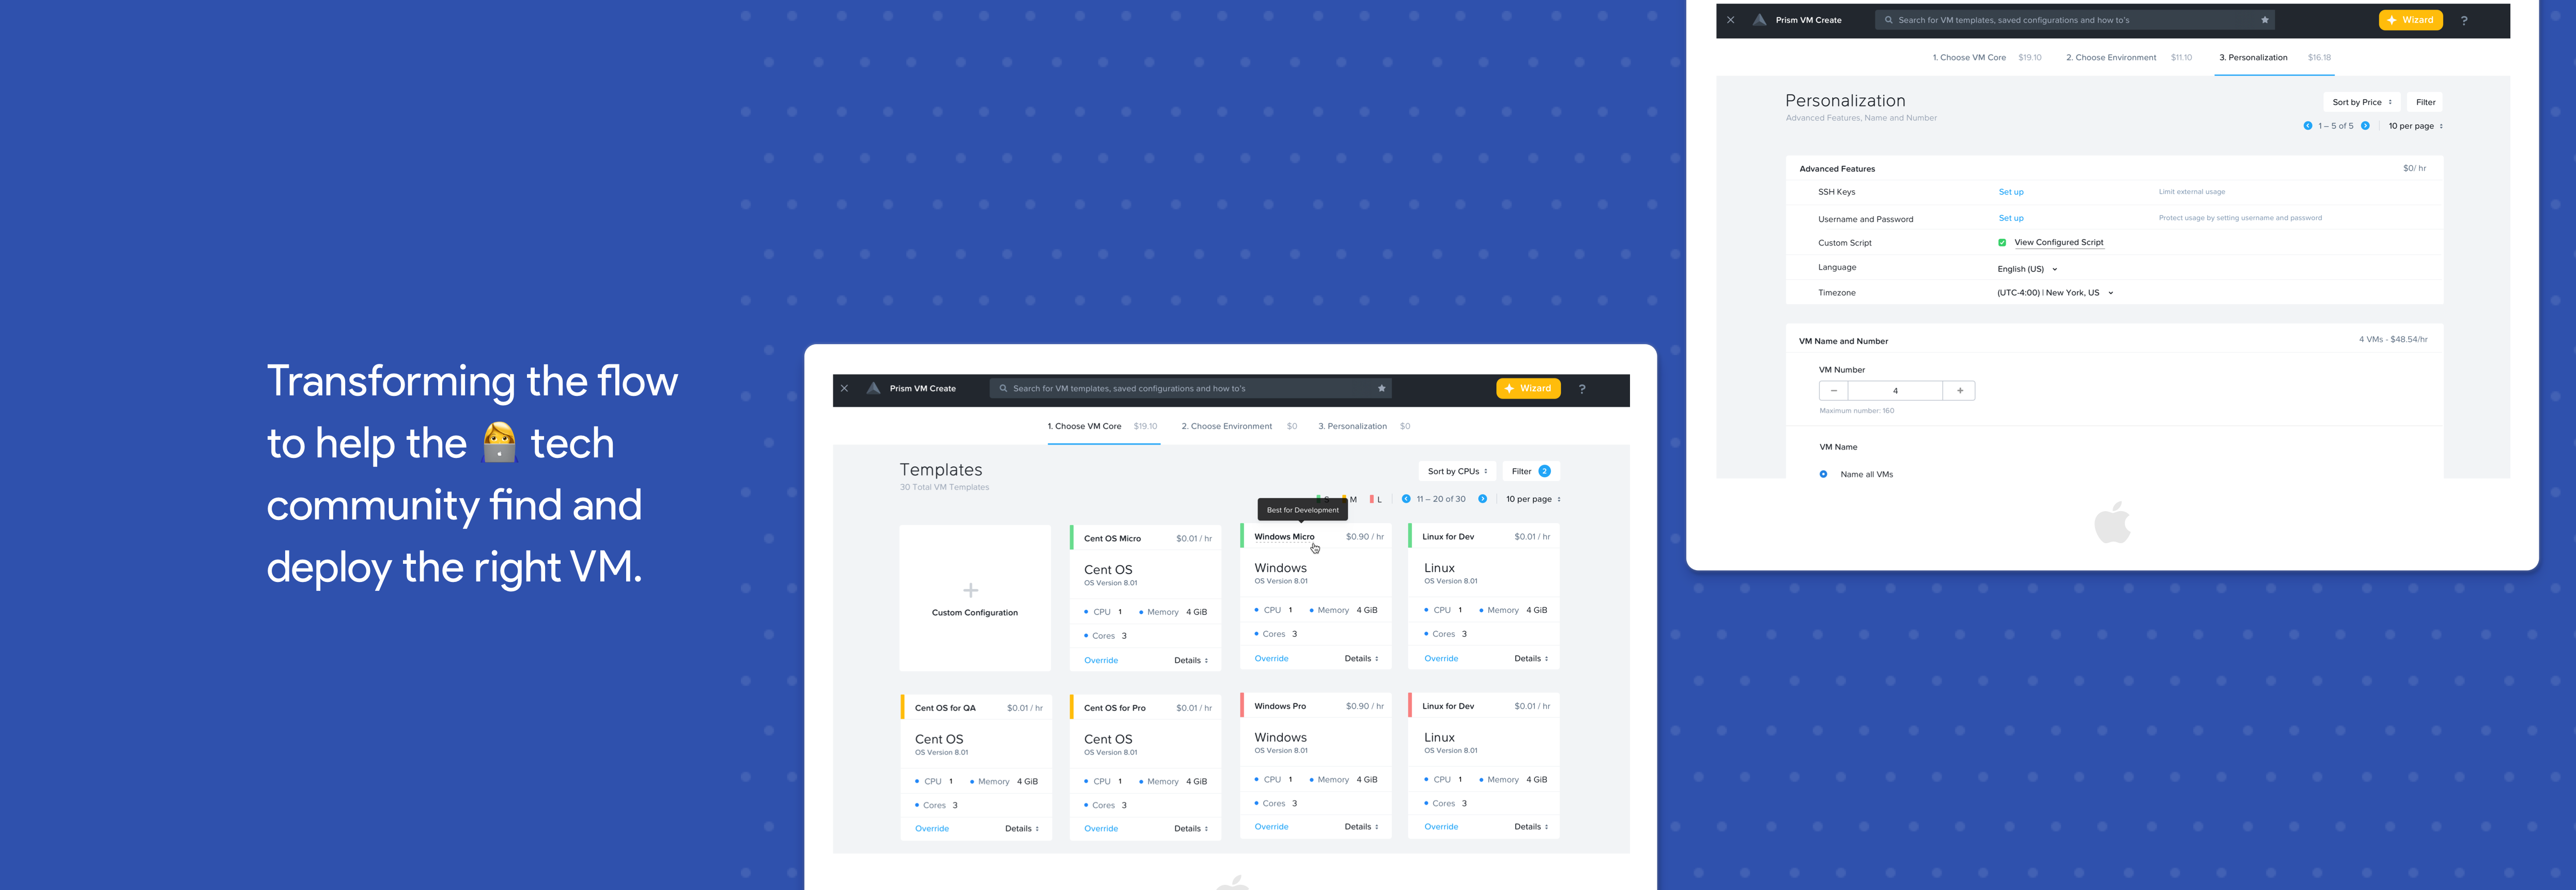 Transforming the flow
to help the 👩‍💻 tech
community find and
deploy the right VM.
Prism VM Create
Search for VM templates, saved configurations and how to's
Wizard
?
1. Choose VM Core $19.10 2. Choose Environment $0 3. Personalization $0
Templates
30 Total VM Templates
Sort by CPUs
Filter 2
M L 11 – 20 of 30 10 per page
Best for Development
Custom Configuration
Cent OS Micro $0.01 / hr
Cent OS
OS Version 8.01
CPU 1 Memory 4 GiB
Cores 3
Override Details
Windows Micro $0.90 / hr
Windows
OS Version 8.01
CPU 1 Memory 4 GiB
Cores 3
Override Details
Linux for Dev $0.01 / hr
Linux
OS Version 8.01
CPU 1 Memory 4 GiB
Cores 3
Override Details
Cent OS for QA $0.01 / hr
Cent OS
OS Version 8.01
CPU 1 Memory 4 GiB
Cores 3
Override Details
Cent OS for Pro $0.01 / hr
Cent OS
OS Version 8.01
CPU 1 Memory 4 GiB
Cores 3
Override Details
Windows Pro $0.90 / hr
Windows
OS Version 8.01
CPU 1 Memory 4 GiB
Cores 3
Override Details
Linux for Dev $0.01 / hr
Linux
OS Version 8.01
CPU 1 Memory 4 GiB
Cores 3
Override Details
Prism VM Create
Search for VM templates, saved configurations and how to's
Wizard
?
1. Choose VM Core $19.10 2. Choose Environment $11.10 3. Personalization $16.18
Personalization
Advanced Features, Name and Number
Sort by Price
Filter
1 – 5 of 5 10 per page
Advanced Features $0/ hr
SSH Keys Set up Limit external usage
Username and Password Set up Protect usage by setting username and password
Custom Script View Configured Script
Language English (US)
Timezone (UTC-4:00) | New York, US
VM Name and Number 4 VMs - $48.54/hr
VM Number
− 4 +
Maximum number: 160
VM Name
Name all VMs